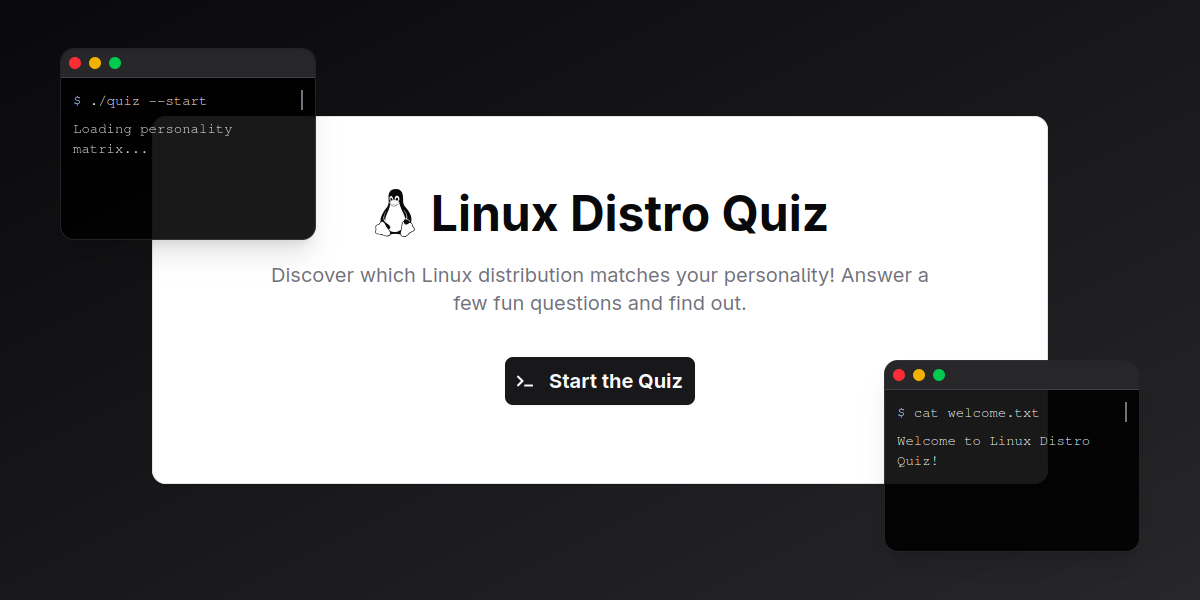 $ ./quiz --start
Loading personality
matrix...
Linux Distro Quiz
Discover which Linux distribution matches your personality! Answer a
few fun questions and find out.
Start the Quiz
$ cat welcome.txt
Welcome to Linux Distro
Quiz!